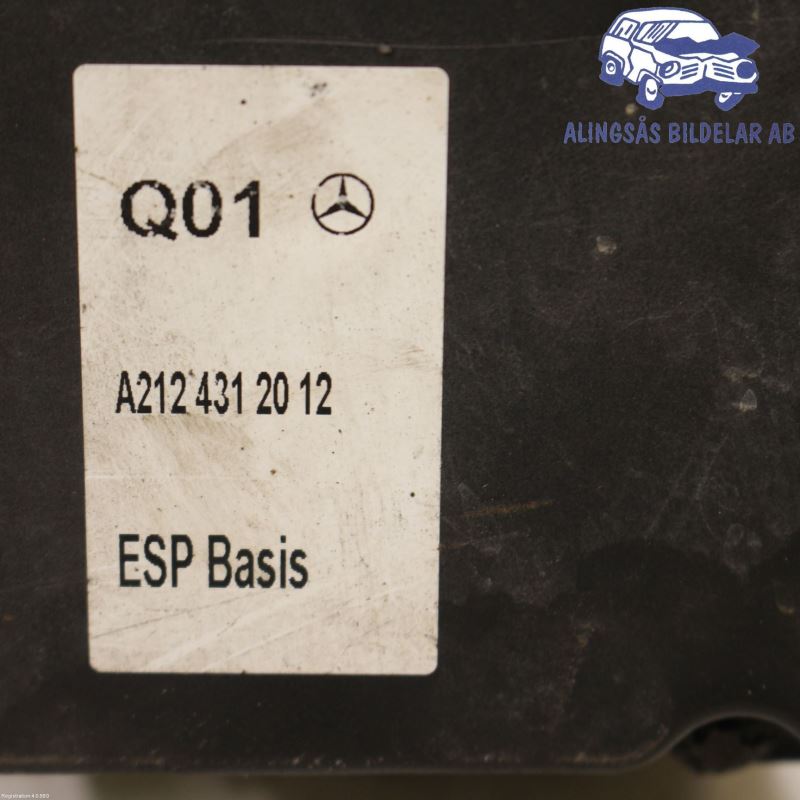 ALINGSÅS BILDELAR AB
Q01
A212 431 20 12
ESP Basis